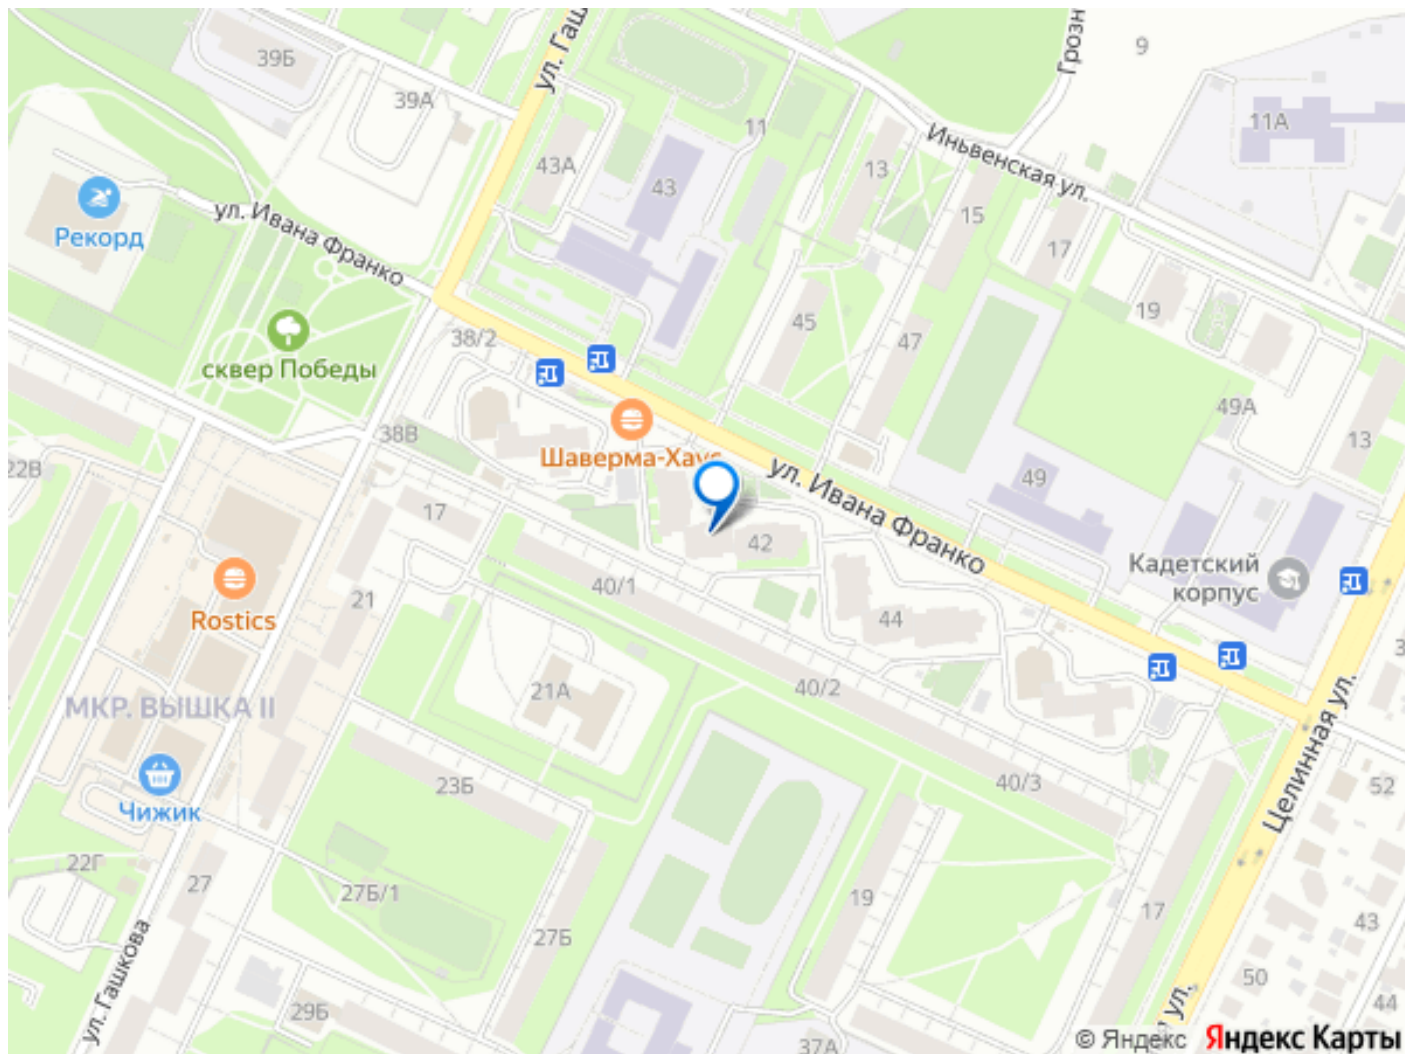 39Б
39А
ул. Гаш
43А
11
43
13
Иньвенская ул.
Грозн
9
11А
15
17
19
Рекорд
ул. Ивана Франко
сквер Победы
38/2
45
47
49А
13
Шаверма-Хаус
38В
22В
17
ул. Ивана Франко
49
42
Кадетский
корпус
Rostics
21
40/1
44
21А
40/2
МКР. ВЫШКА II
Целинная ул.
Чижик
23Б
40/3
52
22Г
27
27Б/1
19
17
43
27Б
50
44
ул. Гашкова
29Б
37А
ул.
© Яндекс
Яндекс Карты